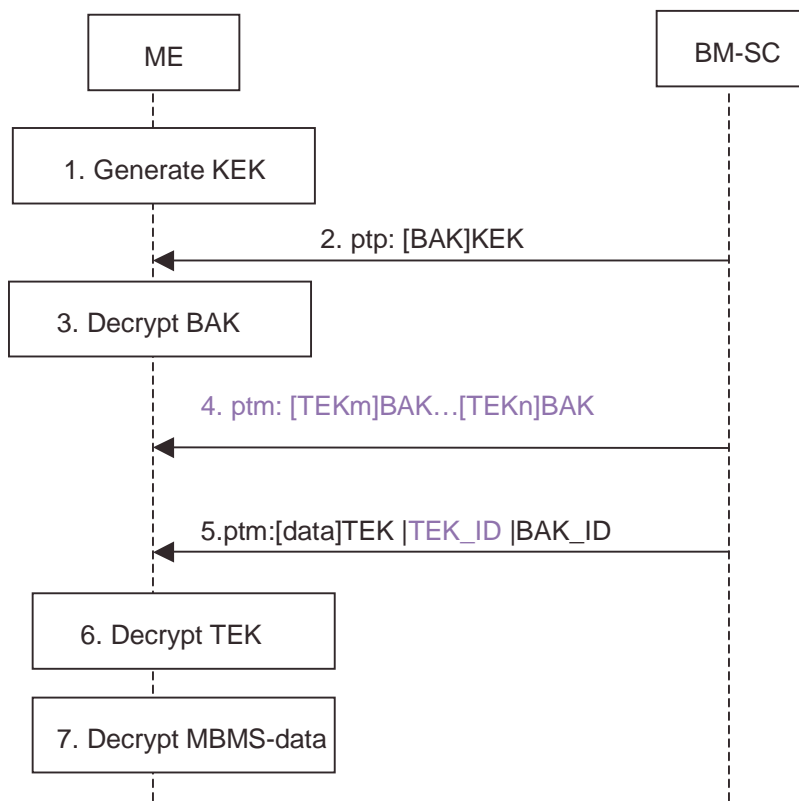 ME
BM-SC
1. Generate KEK
2. ptp: [BAK]KEK
3. Decrypt BAK
4. ptm: [TEKm]BAK…[TEKn]BAK
5.ptm:[data]TEK |TEK_ID |BAK_ID
6. Decrypt TEK
7. Decrypt MBMS-data